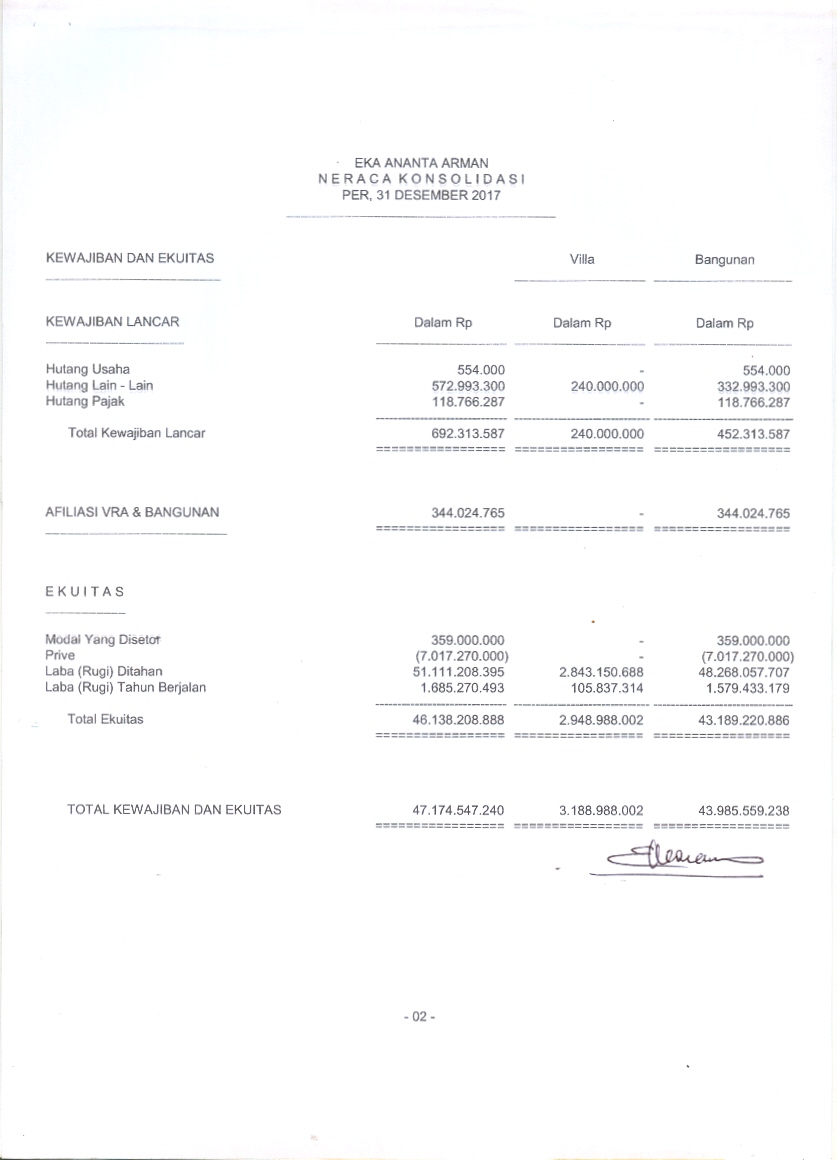 EKA ANANTA ARMAN
N E R A C A K O N S O L I D A S I
PER, 31 DESEMBER 2017
KEWAJIBAN DAN EKUITAS Villa Bangunan
KEWAJIBAN LANCAR Dalam Rp Dalam Rp Dalam Rp
Hutang Usaha 554.000 - 554.000
Hutang Lain - Lain 572.993.300 240.000.000 332.993.300
Hutang Pajak 118.766.287 - 118.766.287
Total Kewajiban Lancar 692.313.587 240.000.000 452.313.587
AFILIASI VRA & BANGUNAN 344.024.765 - 344.024.765
E K U I T A S
Modal Yang Disetor 359.000.000 - 359.000.000
Prive (7.017.270.000) - (7.017.270.000)
Laba (Rugi) Ditahan 51.111.208.395 2.843.150.688 48.268.057.707
Laba (Rugi) Tahun Berjalan 1.685.270.493 105.837.314 1.579.433.179
Total Ekuitas 46.138.208.888 2.948.988.002 43.189.220.886
TOTAL KEWAJIBAN DAN EKUITAS 47.174.547.240 3.188.988.002 43.985.559.238
- 02 -